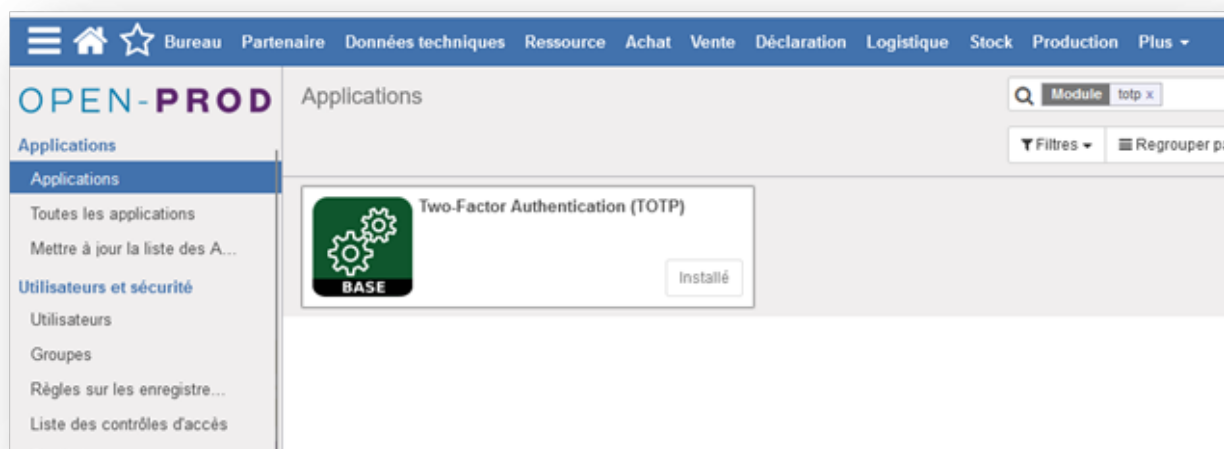 Bureau Partenaire Données techniques Ressource Achat Vente Déclaration Logistique Stock Production Plus
OPEN-PROD
Applications
Applications
Toutes les applications
Mettre à jour la liste des A...
Utilisateurs et sécurité
Utilisateurs
Groupes
Règles sur les enregistre...
Liste des contrôles d'accès
Applications
Module totp x
Filtres Regrouper pa
Two-Factor Authentication (TOTP)
BASE
Installé